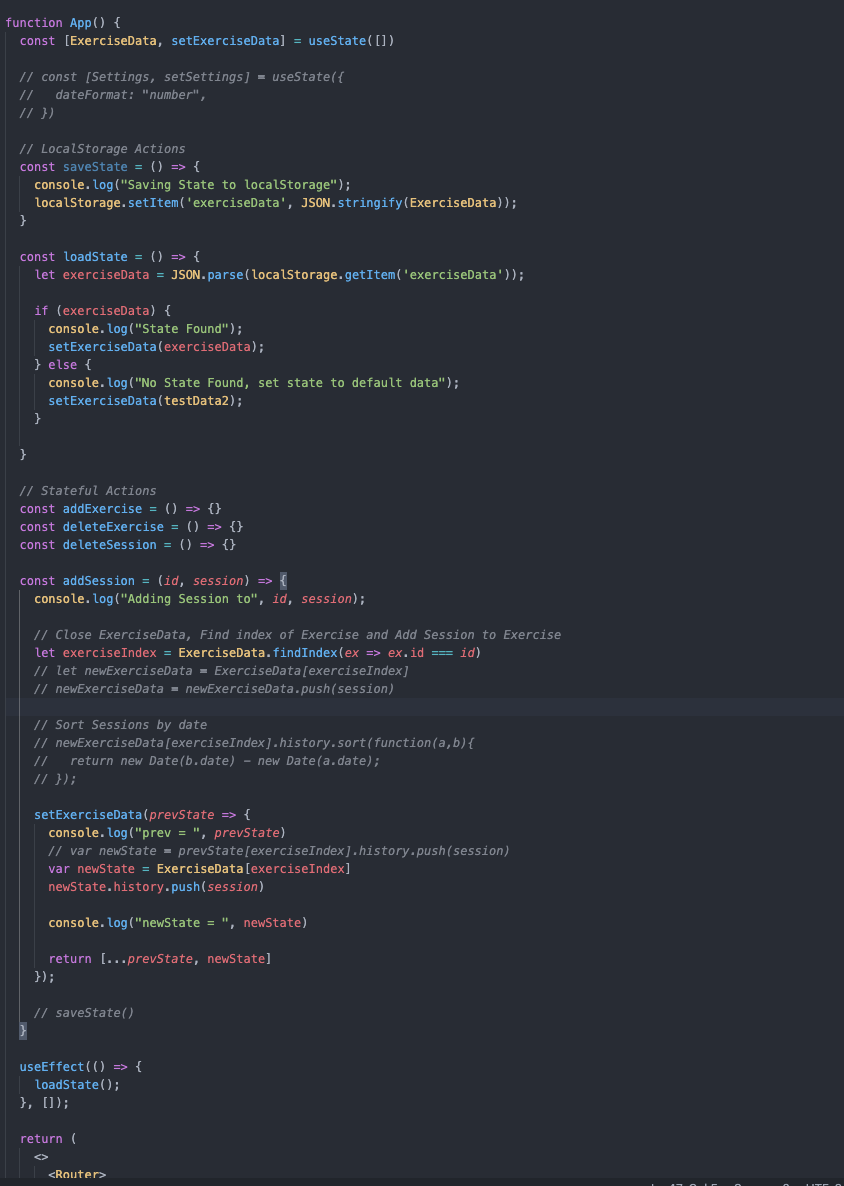 function App() {
const [ExerciseData, setExerciseData] = useState([])
// const [Settings, setSettings] = useState({
//   dateFormat: "number",
// })
// LocalStorage Actions
const saveState = () => {
console.log("Saving State to localStorage");
localStorage.setItem('exerciseData', JSON.stringify(ExerciseData));
}
const loadState = () => {
let exerciseData = JSON.parse(localStorage.getItem('exerciseData'));
if (exerciseData) {
console.log("State Found");
setExerciseData(exerciseData);
} else {
console.log("No State Found, set state to default data");
setExerciseData(testData2);
}
}
// Stateful Actions
const addExercise = () => {}
const deleteExercise = () => {}
const deleteSession = () => {}
const addSession = (id, session) => {
console.log("Adding Session to", id, session);
// Close ExerciseData, Find index of Exercise and Add Session to Exercise
let exerciseIndex = ExerciseData.findIndex(ex => ex.id === id)
// let newExerciseData = ExerciseData[exerciseIndex]
// newExerciseData = newExerciseData.push(session)
// Sort Sessions by date
// newExerciseData[exerciseIndex].history.sort(function(a,b){
//   return new Date(b.date) - new Date(a.date);
// });
setExerciseData(prevState => {
console.log("prev = ", prevState)
// var newState = prevState[exerciseIndex].history.push(session)
var newState = ExerciseData[exerciseIndex]
newState.history.push(session)
console.log("newState = ", newState)
return [...prevState, newState]
});
// saveState()
}
useEffect(() => {
loadState();
}, []);
return (
<>
<Router>